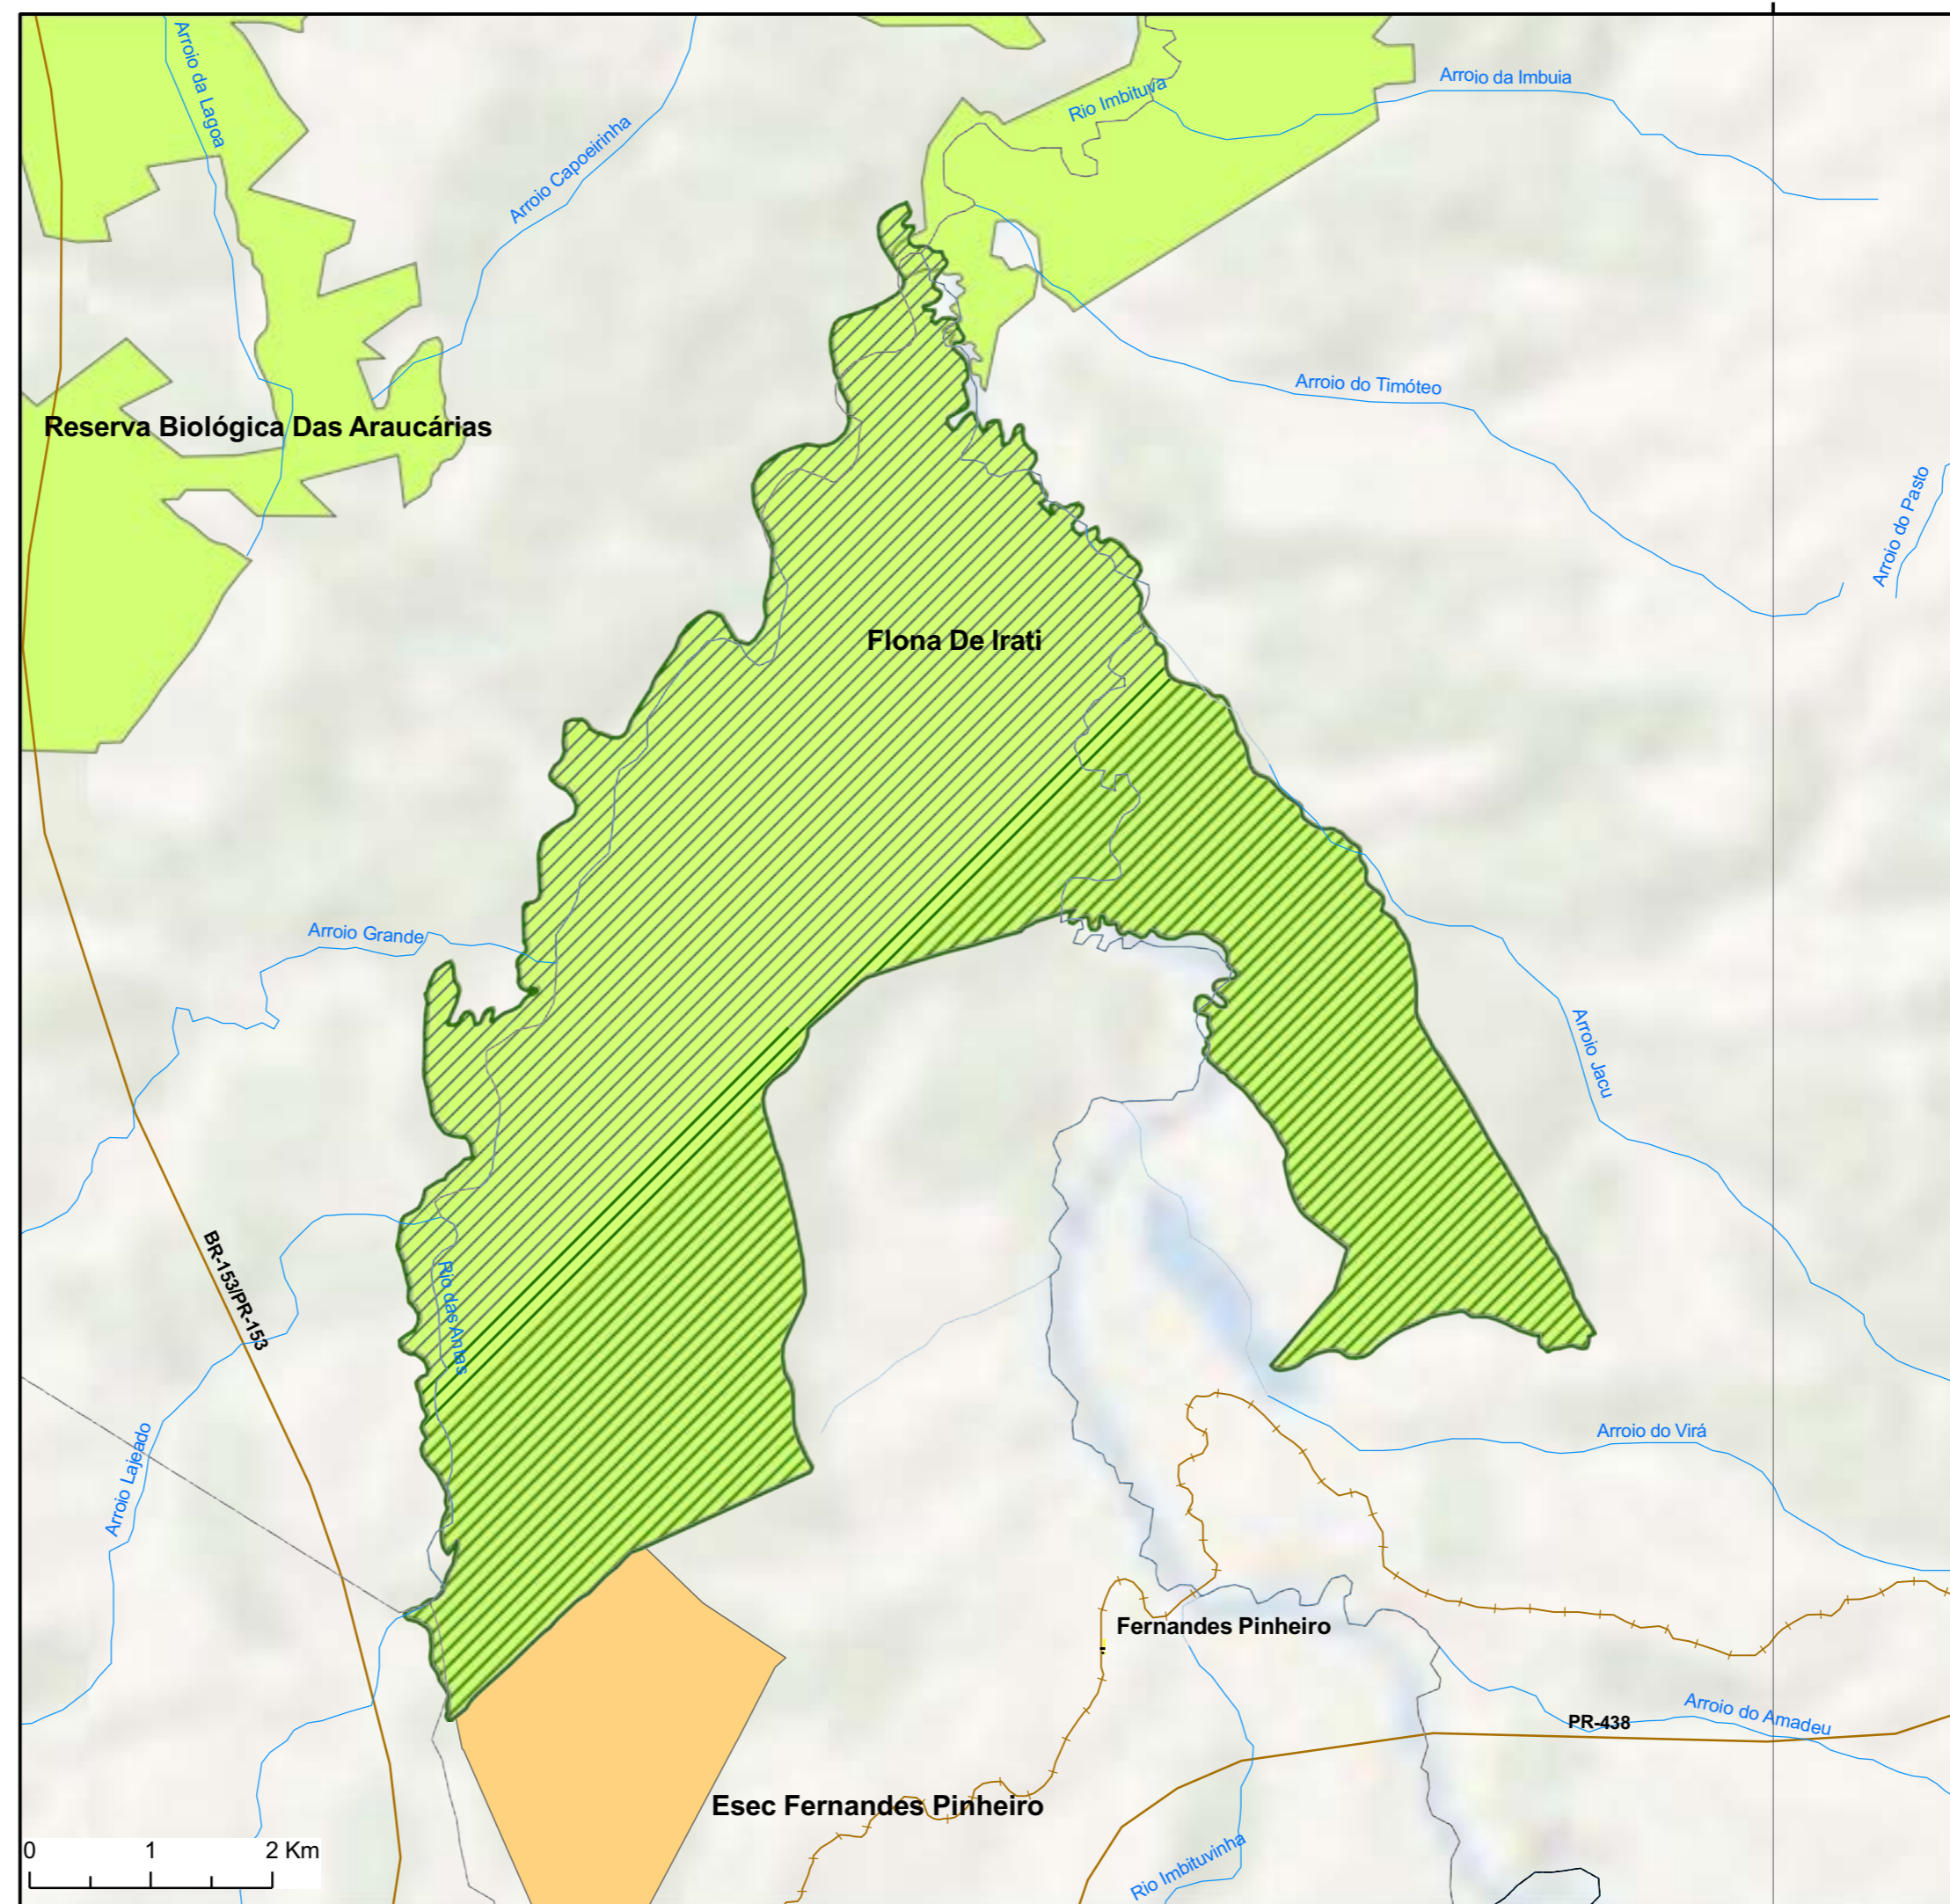 Arroio da Lagoa
Arroio Capoeirinha
Rio Imbituva
Arroio da Imbuia
Arroio do Timóteo
Reserva Biológica Das Araucárias
Arroio do Pasto
Flona De Irati
Arroio Grande
Arroio Jacu
BR-153/PR-153
Rio das Antas
Arroio Lajeado
Arroio do Virá
Fernandes Pinheiro
Arroio do Amadeu
PR-438
Esec Fernandes Pinheiro
0 1 2 Km
Rio Imbituvinha